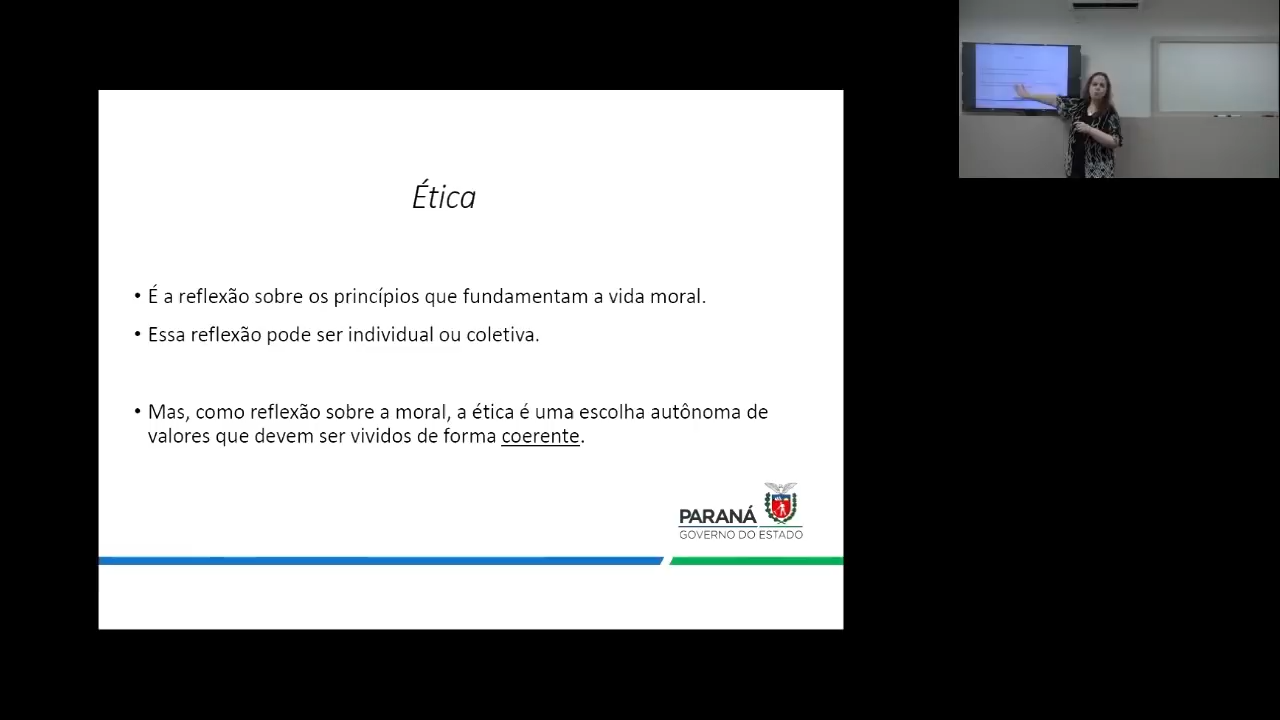 Ética
• É a reflexão sobre os princípios que fundamentam a vida moral.
• Essa reflexão pode ser individual ou coletiva.
• Mas, como reflexão sobre a moral, a ética é uma escolha autônoma de
valores que devem ser vividos de forma coerente.
PARANÁ
GOVERNO DO ESTADO